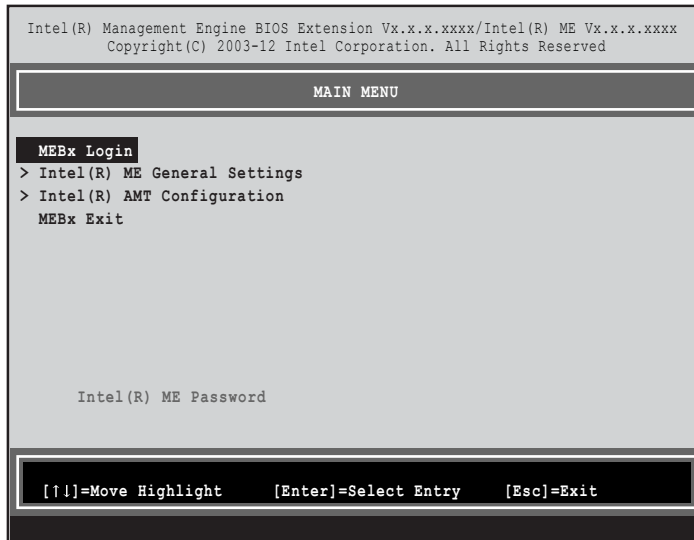 Intel(R) Management Engine BIOS Extension Vx.x.x.xxxx/Intel(R) ME Vx.x.x.xxxx
Copyright(C) 2003-12 Intel Corporation. All Rights Reserved
MAIN MENU
MEBx Login
> Intel(R) ME General Settings
> Intel(R) AMT Configuration
MEBx Exit
Intel(R) ME Password
[↑↓]=Move Highlight [Enter]=Select Entry [Esc]=Exit